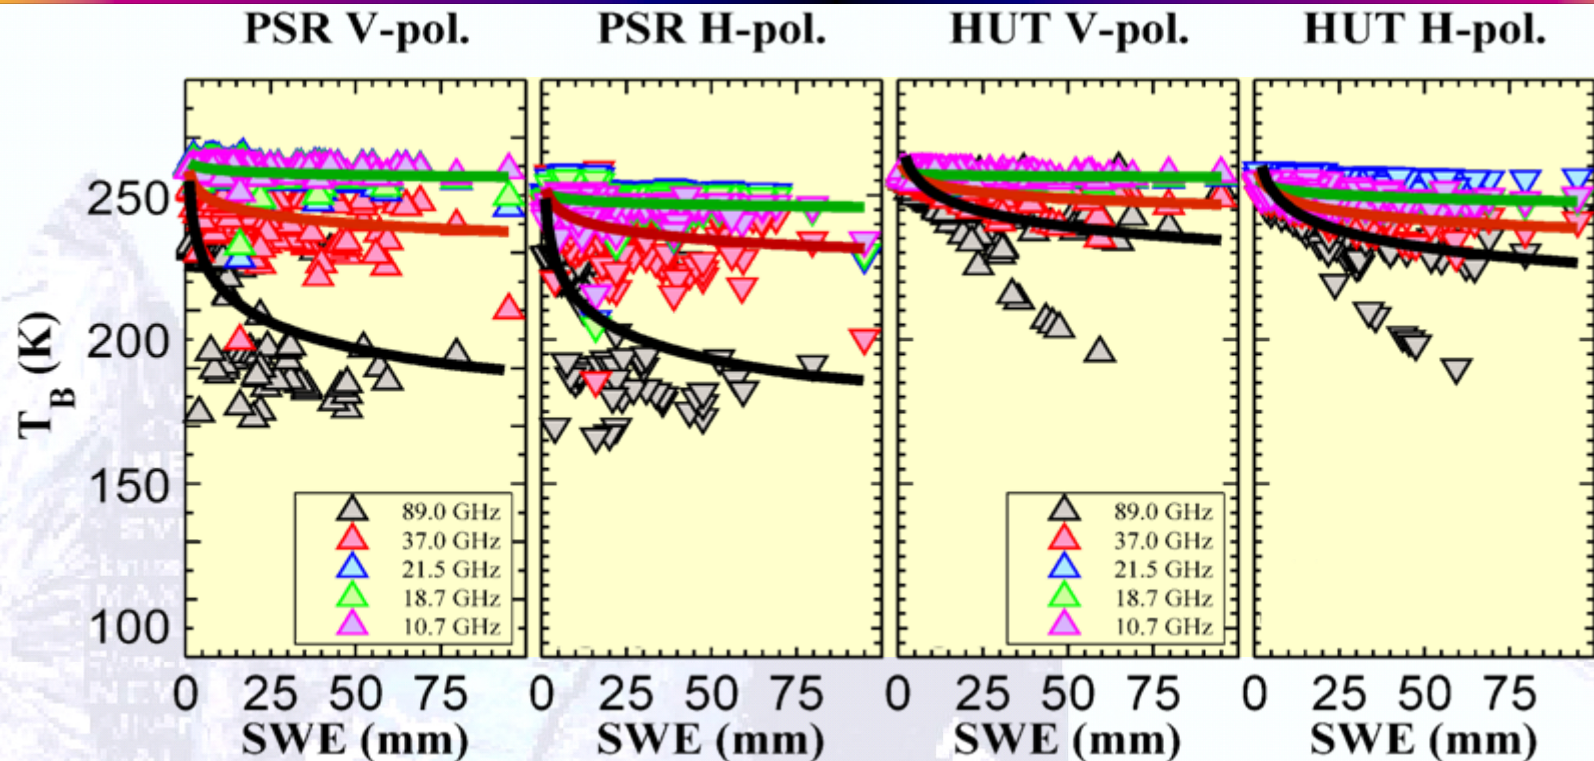 PSR V-pol.
PSR H-pol.
HUT V-pol.
HUT H-pol.
T_B (K)
250
200
150
100
89.0 GHz
37.0 GHz
21.5 GHz
18.7 GHz
10.7 GHz
89.0 GHz
37.0 GHz
21.5 GHz
18.7 GHz
10.7 GHz
0 25 50 75
0 25 50 75
0 25 50 75
0 25 50 75
SWE (mm)
SWE (mm)
SWE (mm)
SWE (mm)